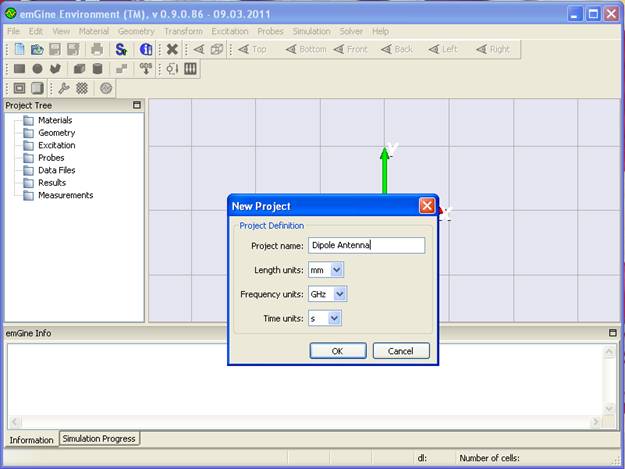 emGine Environment (TM), v 0.9.0.86 - 09.03.2011
File Edit View Material Geometry Transform Excitation Probes Simulation Solver Help
Top Bottom Front Back Left Right
GDS
Project Tree
Materials
Geometry
Excitation
Probes
Data Files
Results
Measurements
Y
X
New Project
Project Definition
Project name: Dipole Antenna
Length units: mm
Frequency units: GHz
Time units: s
OK Cancel
emGine Info
Information Simulation Progress
dl: Number of cells: